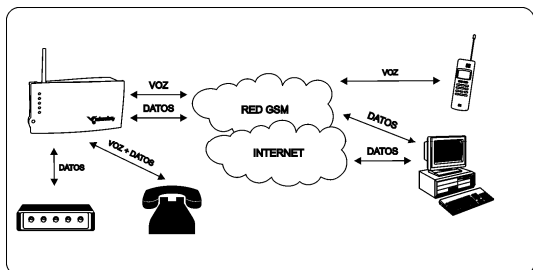 VOZ
DATOS
RED GSM
INTERNET
VOZ
DATOS
DATOS
DATOS
VOZ + DATOS